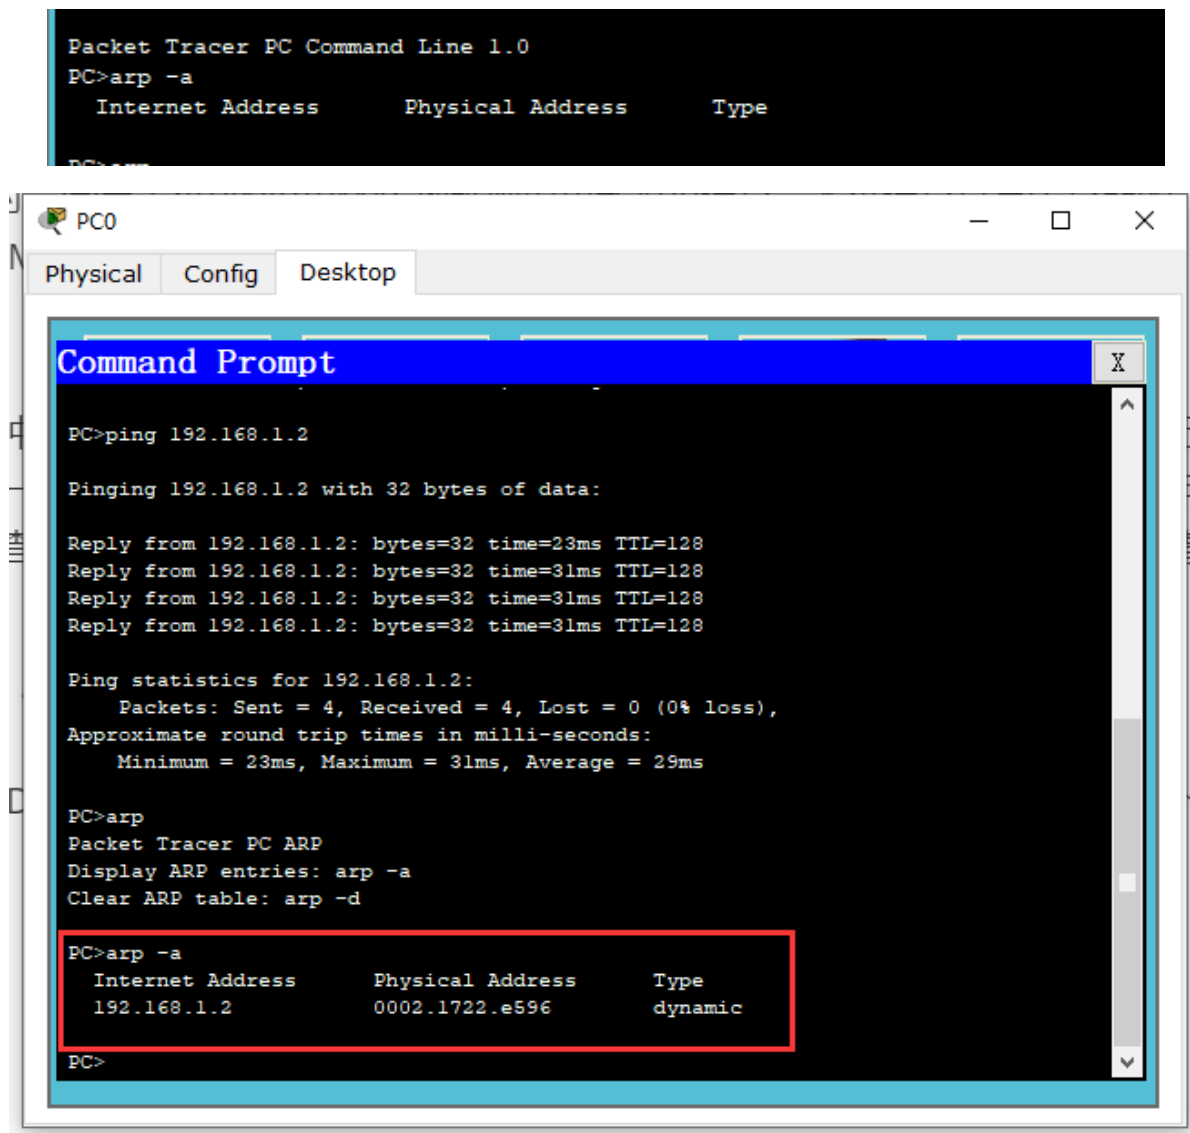 Packet Tracer PC Command Line 1.0
PC>arp -a
Internet Address Physical Address Type
PC>arp
PC0
Physical Config Desktop
Command Prompt X
PC>ping 192.168.1.2
Pinging 192.168.1.2 with 32 bytes of data:
Reply from 192.168.1.2: bytes=32 time=23ms TTL=128
Reply from 192.168.1.2: bytes=32 time=31ms TTL=128
Reply from 192.168.1.2: bytes=32 time=31ms TTL=128
Reply from 192.168.1.2: bytes=32 time=31ms TTL=128
Ping statistics for 192.168.1.2:
Packets: Sent = 4, Received = 4, Lost = 0 (0% loss),
Approximate round trip times in milli-seconds:
Minimum = 23ms, Maximum = 31ms, Average = 29ms
PC>arp
Packet Tracer PC ARP
Display ARP entries: arp -a
Clear ARP table: arp -d
PC>arp -a
Internet Address Physical Address Type
192.168.1.2 0002.1722.e596 dynamic
PC>